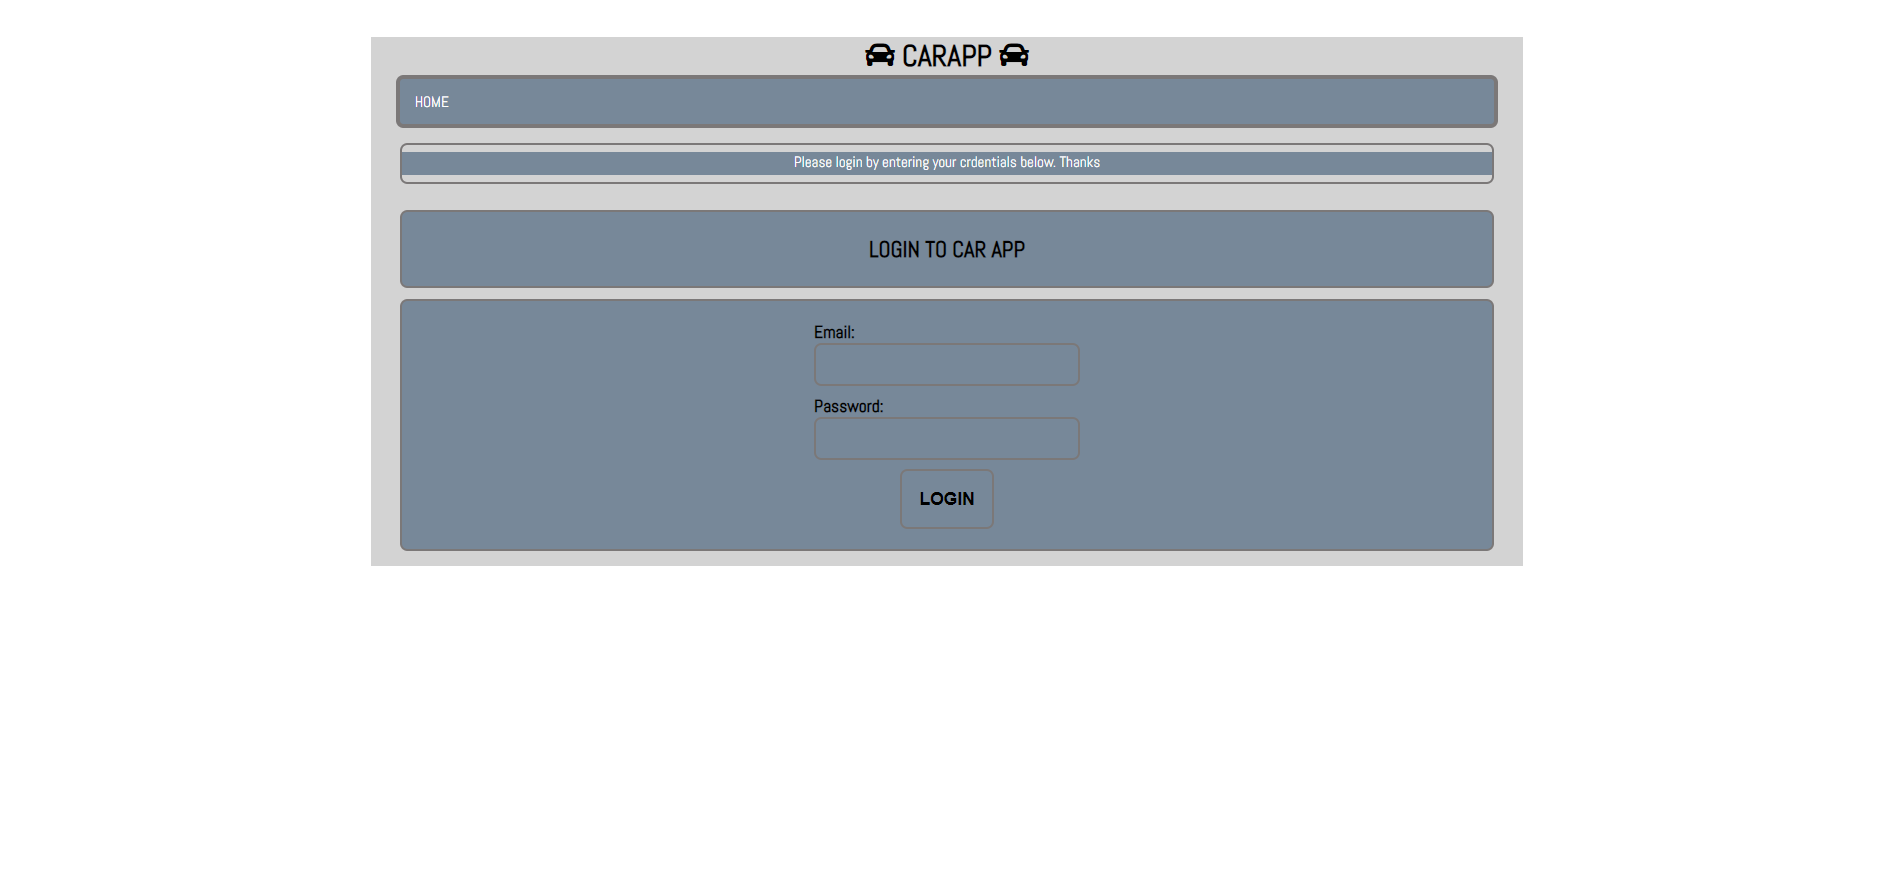 CARAPP
HOME
Please login by entering your crdentials below. Thanks
LOGIN TO CAR APP
Email:
Password:
LOGIN